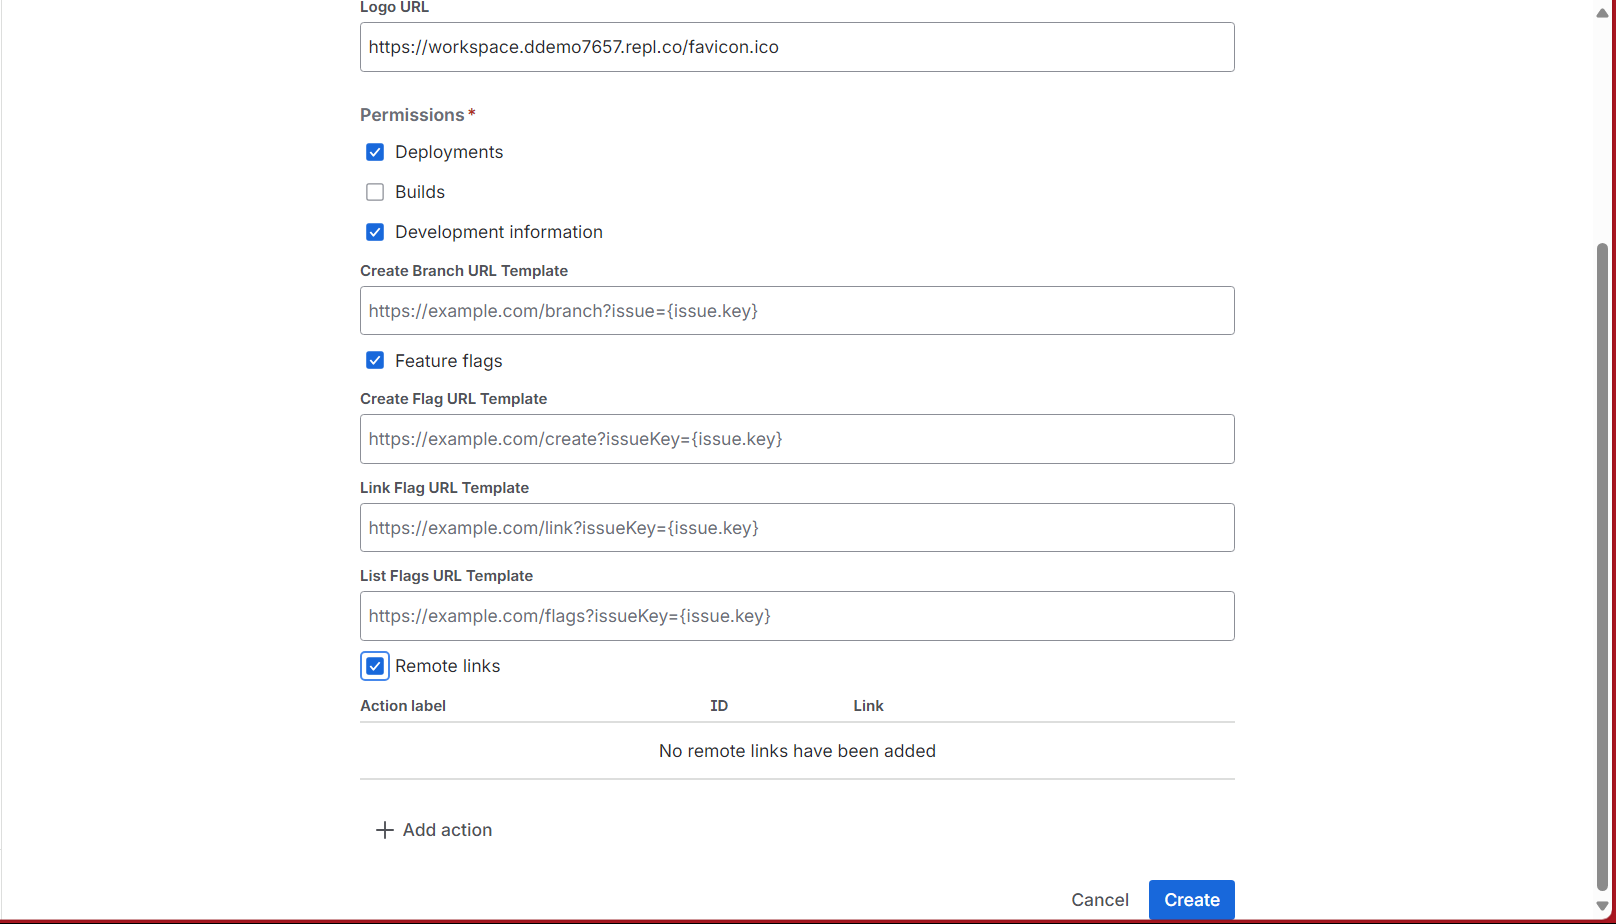 Logo URL
https://workspace.ddemo7657.repl.co/favicon.ico
Permissions*
Deployments
Builds
Development information
Create Branch URL Template
https://example.com/branch?issue={issue.key}
Feature flags
Create Flag URL Template
https://example.com/create?issueKey={issue.key}
Link Flag URL Template
https://example.com/link?issueKey={issue.key}
List Flags URL Template
https://example.com/flags?issueKey={issue.key}
Remote links
Action label ID Link
No remote links have been added
Add action
Cancel Create